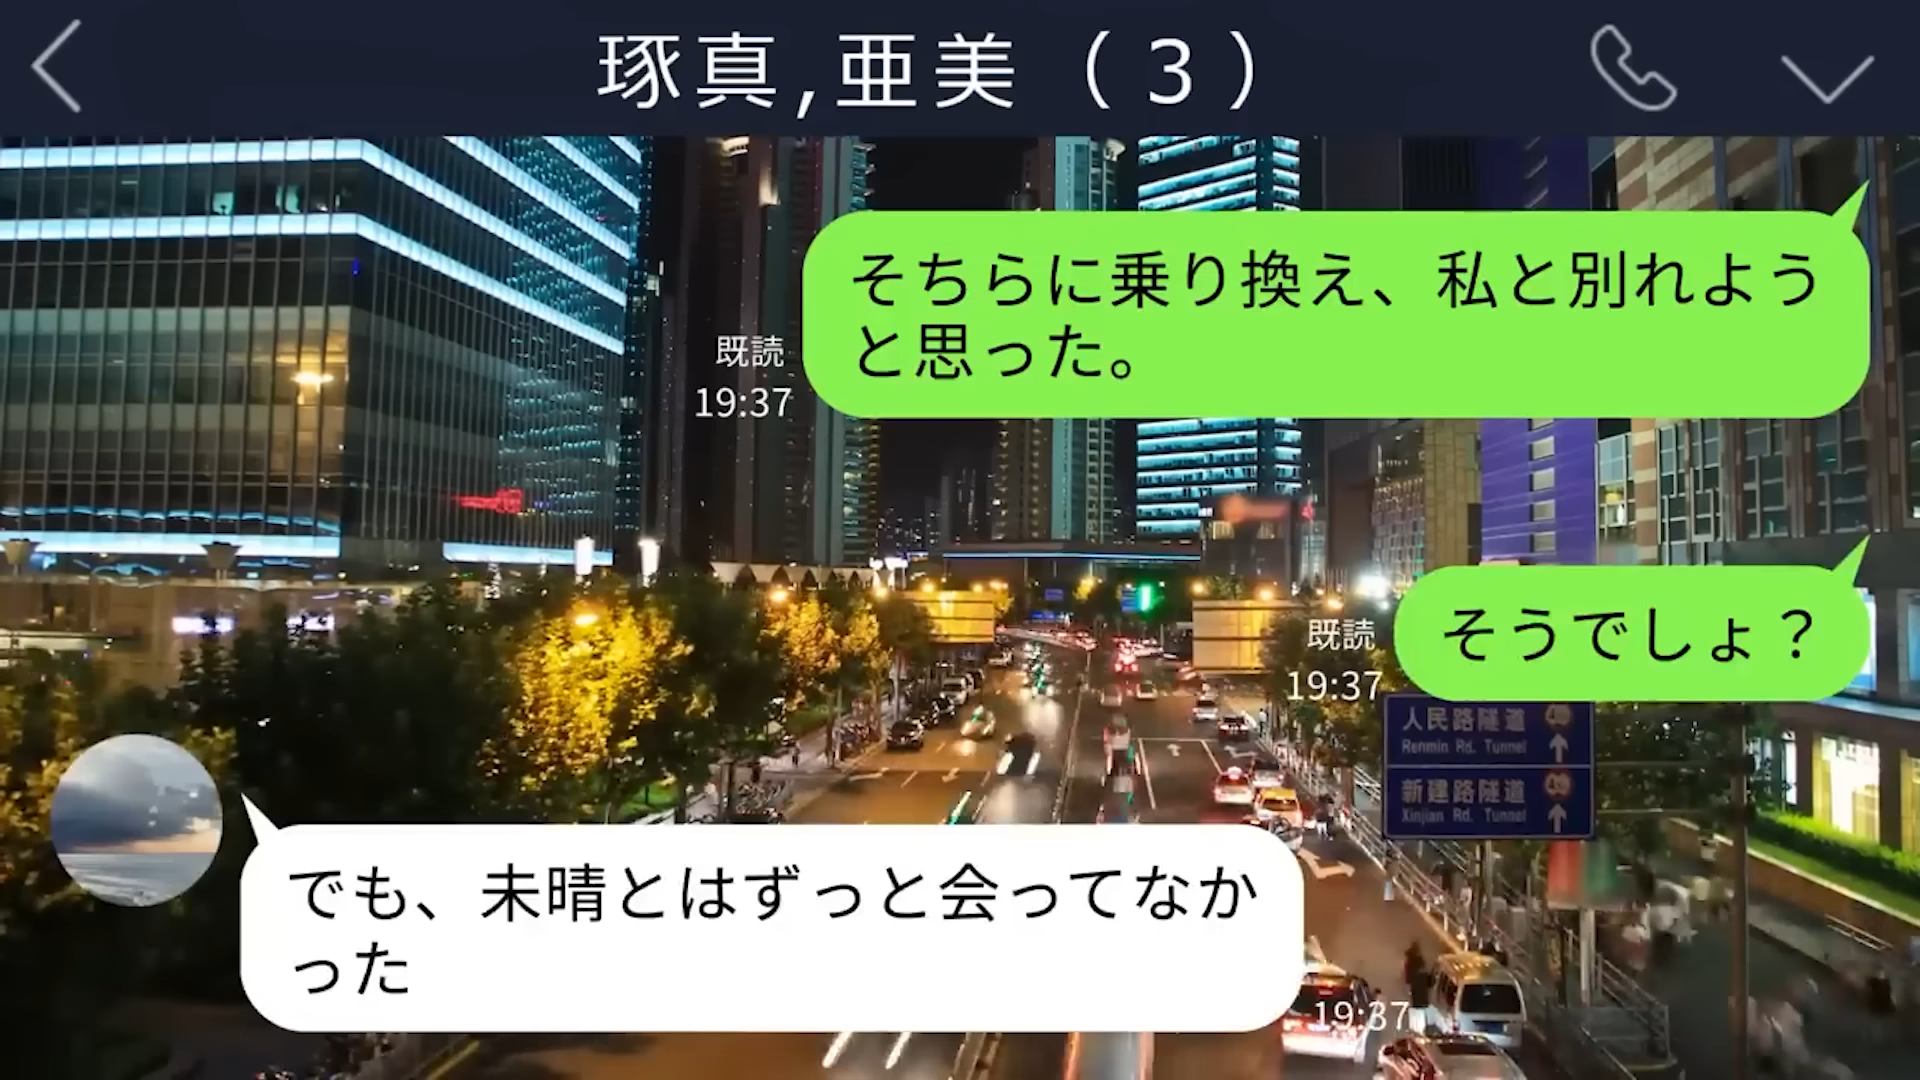 琢真,亜美（3）
そちらに乗り換え、私と別れよう
と思った。
既読
19:37
そうでしょ？
既読
19:37
人民路隧道
Renmin Rd. Tunnel
新建路隧道
Xinjian Rd. Tunnel
でも、未晴とはずっと会ってなか
った
19:37